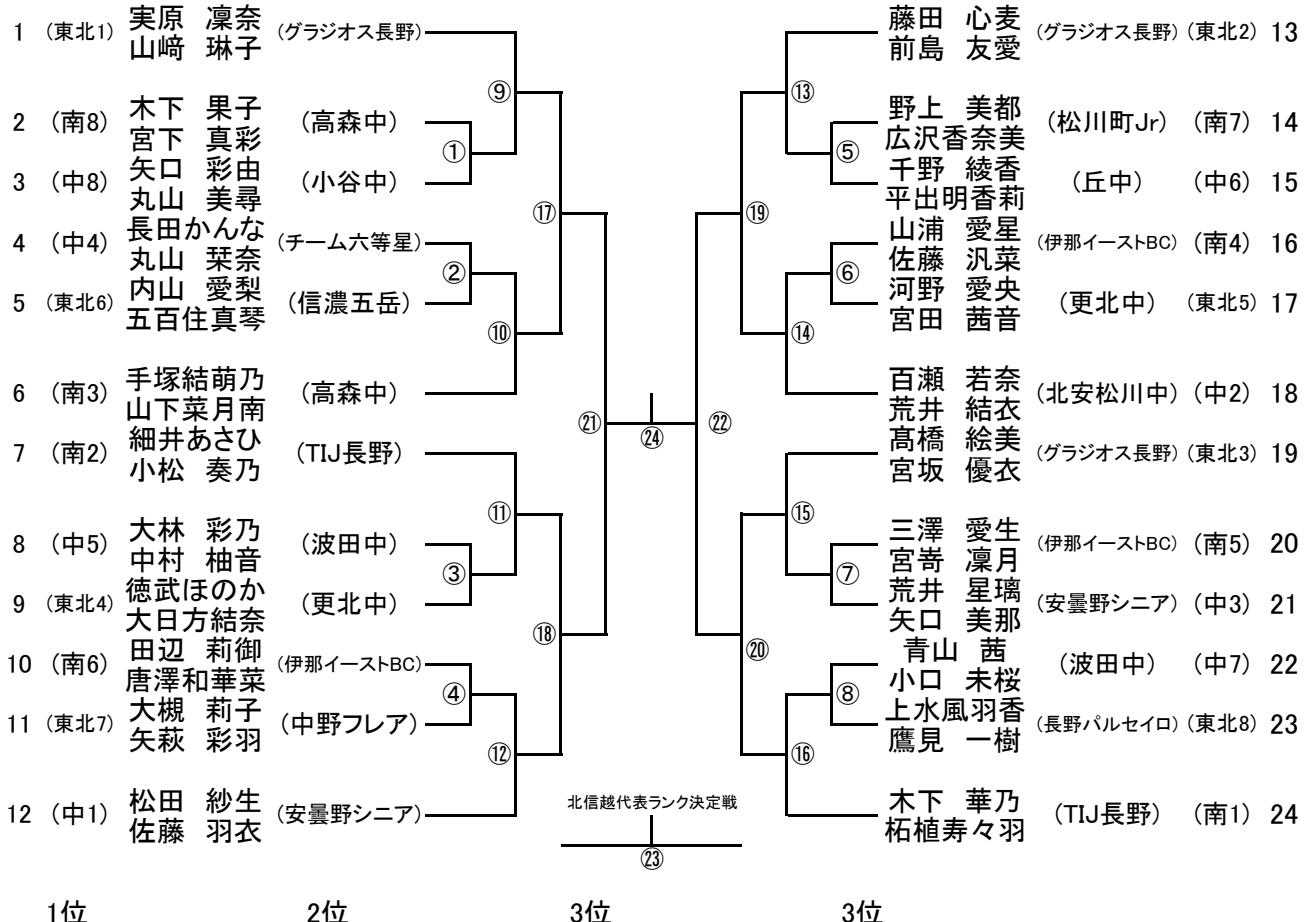 1 (東北1) 実原 凜奈 (グラジオス長野)
山﨑 琳子
⑨
2 (南8) 木下 果子 (高森中)
宮下 真彩
①
3 (中8) 矢口 彩由 (小谷中)
丸山 美尋
⑰
4 (中4) 長田かんな (チーム六等星)
丸山 栞奈
②
5 (東北6) 内山 愛梨 (信濃五岳)
五百住真琴
⑩
6 (南3) 手塚結萌乃 (高森中)
山下菜月南
㉑
7 (南2) 細井あさひ (TIJ長野)
小松 奏乃
⑪
8 (中5) 大林 彩乃 (波田中)
中村 柚音
③
9 (東北4) 徳武ほのか (更北中)
大日方結奈
⑱
10 (南6) 田辺 莉御 (伊那イーストBC)
唐澤和華菜
④
11 (東北7) 大槻 莉子 (中野フレア)
矢萩 彩羽
⑫
12 (中1) 松田 紗生 (安曇野シニア)
佐藤 羽衣
㉔
北信越代表ランク決定戦
㉓
藤田 心麦 (グラジオス長野) (東北2) 13
前島 友愛
⑬
野上 美都 (松川町Jr) (南7) 14
広沢香奈美
⑤
千野 綾香 (丘中) (中6) 15
平出明香莉
⑲
山浦 愛星 (伊那イーストBC) (南4) 16
佐藤 汎菜
⑥
河野 愛央 (更北中) (東北5) 17
宮田 茜音
⑭
百瀬 若奈 (北安松川中) (中2) 18
荒井 結衣
㉒
髙橋 絵美 (グラジオス長野) (東北3) 19
宮坂 優衣
⑮
三澤 愛生 (伊那イーストBC) (南5) 20
宮嵜 凜月
⑦
荒井 星璃 (安曇野シニア) (中3) 21
矢口 美那
⑳
青山 茜 (波田中) (中7) 22
小口 未桜
⑧
上水風羽香 (長野パルセイロ) (東北8) 23
鷹見 一樹
⑯
木下 華乃 (TIJ長野) (南1) 24
柘植寿々羽
1位 2位 3位 3位